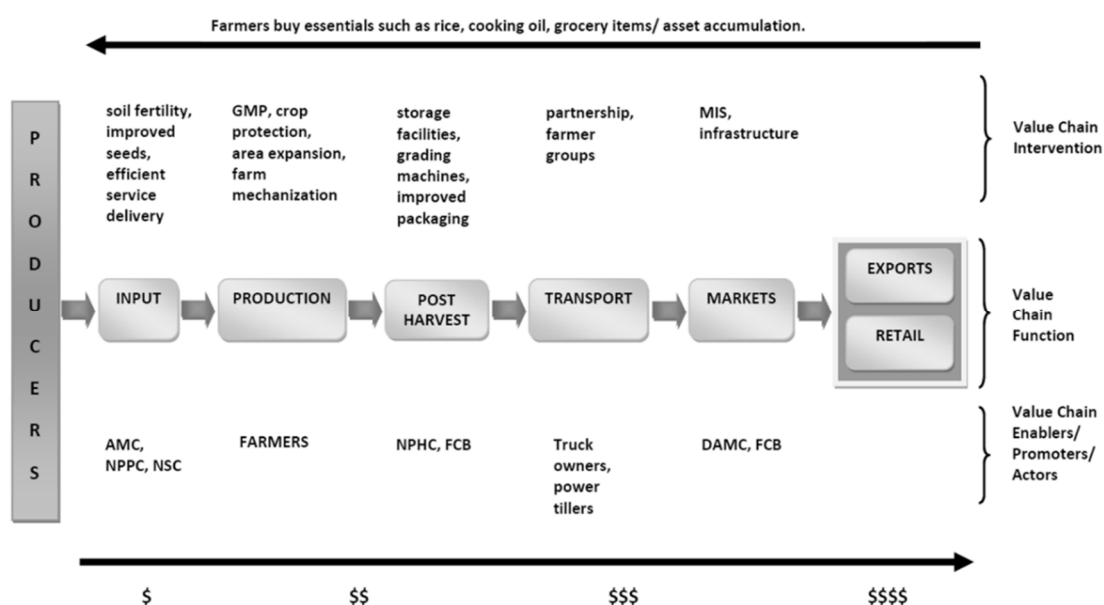 Farmers buy essentials such as rice, cooking oil, grocery items/ asset accumulation.
P
R
O
D
U
C
E
R
S
soil fertility,
improved
seeds,
efficient
service
delivery
GMP, crop
protection,
area expansion,
farm
mechanization
storage
facilities,
grading
machines,
improved
packaging
partnership,
farmer
groups
MIS,
infrastructure
Value Chain
Intervention
INPUT
PRODUCTION
POST
HARVEST
TRANSPORT
MARKETS
EXPORTS
RETAIL
Value
Chain
Function
AMC,
NPPC, NSC
FARMERS
NPHC, FCB
Truck
owners,
power
tillers
DAMC, FCB
Value Chain
Enablers/
Promoters/
Actors
$
$$
$$$
$$$$